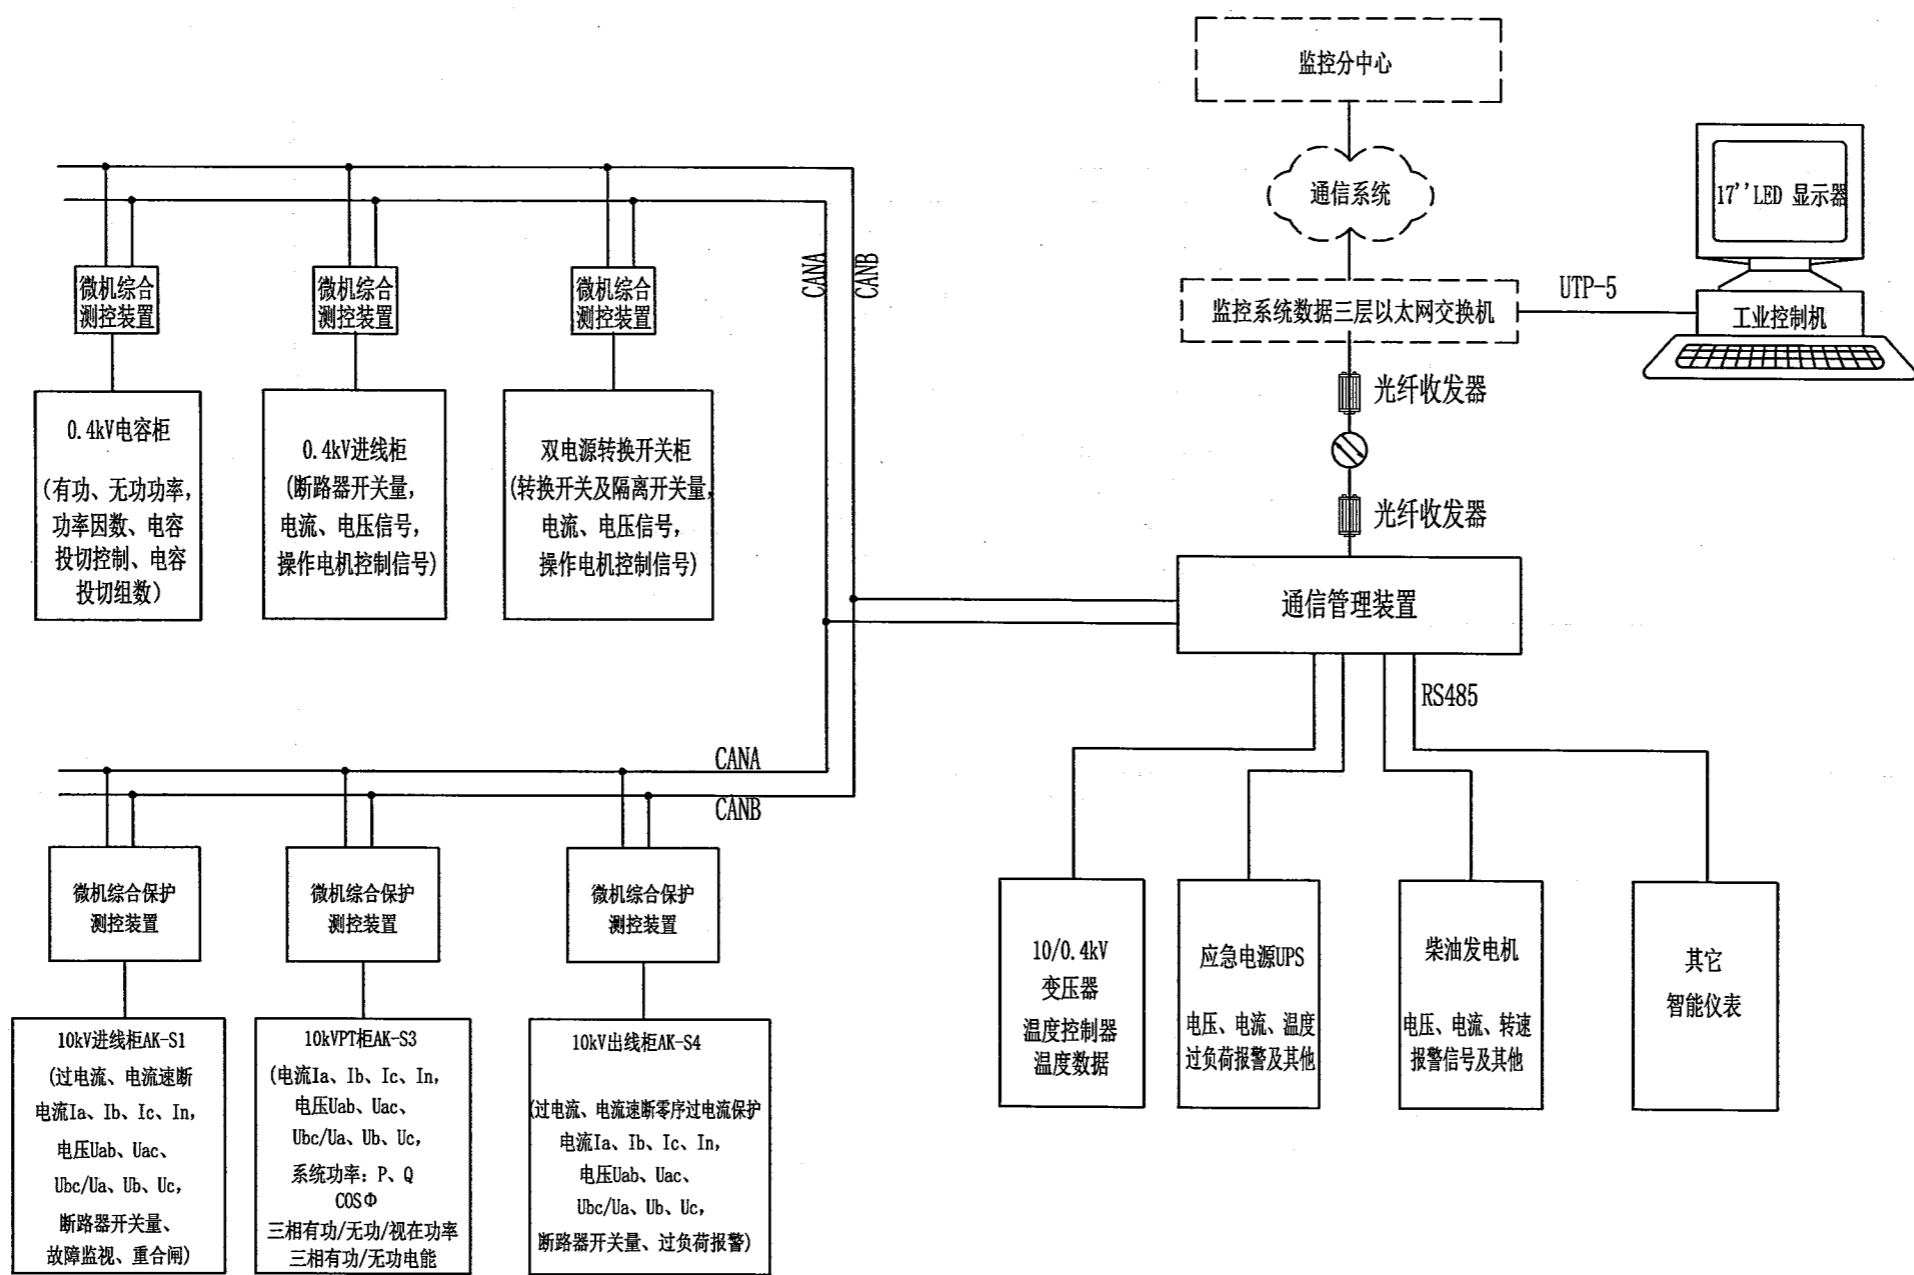 监控分中心
通信系统
17''LED 显示器
CANA
CANB
UTP-5
监控系统数据三层以太网交换机
工业控制机
微机综合
测控装置
微机综合
测控装置
微机综合
测控装置
光纤收发器
光纤收发器
0.4kV电容柜
(有功、无功功率,
功率因数、电容
投切控制、电容
投切组数)
0.4kV进线柜
(断路器开关量,
电流、电压信号,
操作电机控制信号)
双电源转换开关柜
(转换开关及隔离开关量,
电流、电压信号,
操作电机控制信号)
通信管理装置
RS485
CANA
CANB
微机综合保护
测控装置
微机综合保护
测控装置
微机综合保护
测控装置
10/0.4kV
变压器
温度控制器
温度数据
应急电源UPS
电压、电流、温度
过负荷报警及其他
柴油发电机
电压、电流、转速
报警信号及其他
其它
智能仪表
10kV进线柜AK-S1
(过电流、电流速断
电流Ia、Ib、Ic、In,
电压Uab、Uac、
Ubc/Ua、Ub、Uc,
断路器开关量、
故障监视、重合闸)
10kVPT柜AK-S3
(电流Ia、Ib、Ic、In,
电压Uab、Uac、
Ubc/Ua、Ub、Uc,
系统功率: P、Q
COSΦ
三相有功/无功/视在功率
三相有功/无功电能
10kV出线柜AK-S4
(过电流、电流速断零序过电流保护
电流Ia、Ib、Ic、In,
电压Uab、Uac、
Ubc/Ua、Ub、Uc,
断路器开关量、过负荷报警)